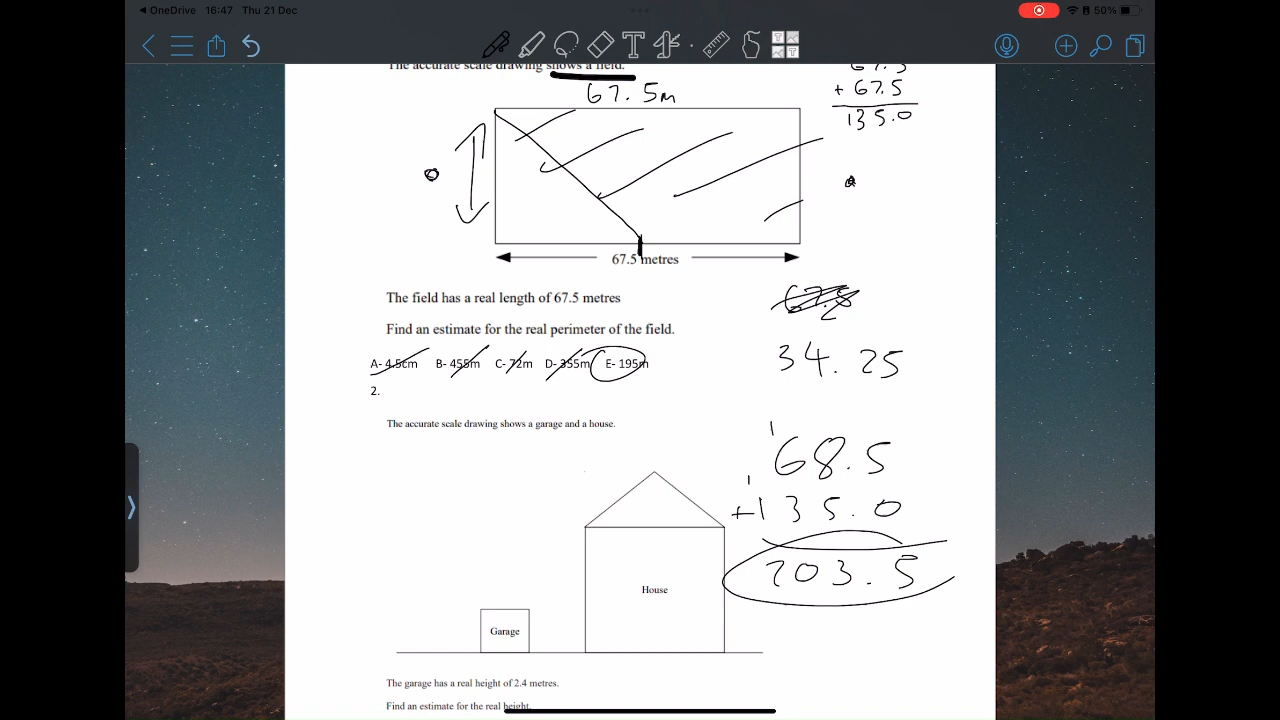 OneDrive 16:47 Thu 21 Dec 50%
The accurate scale drawing shows a field.
67.5m
+ 67.5
135.0
67.5 metres
The field has a real length of 67.5 metres
Find an estimate for the real perimeter of the field.
34.25
A- 4.5cm B- 455m C- 72m D- 355m E- 195m
2.
The accurate scale drawing shows a garage and a house.
68.5
+135.0
203.5
House
Garage
The garage has a real height of 2.4 metres.
Find an estimate for the real height